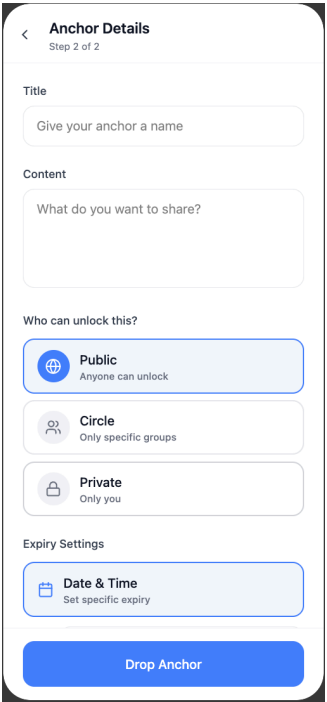 Anchor Details
Step 2 of 2
Title
Give your anchor a name
Content
What do you want to share?
Who can unlock this?
Public
Anyone can unlock
Circle
Only specific groups
Private
Only you
Expiry Settings
Date & Time
Set specific expiry
Drop Anchor